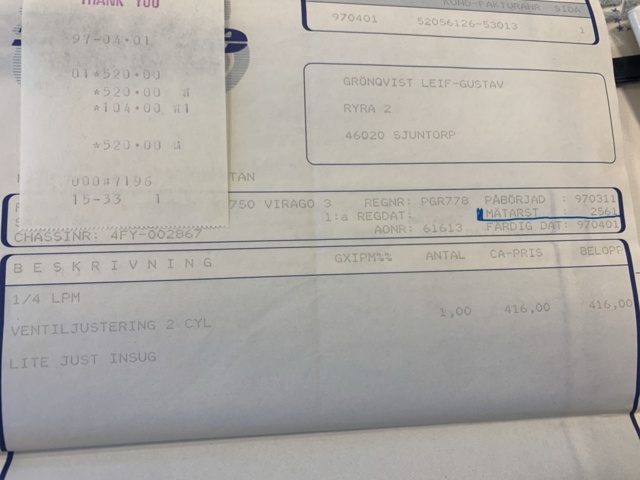 THANK YOU
97-04-01
01*520·00
*520·00
*104·00
*520·00
000#7196
15-33 1
KUND-FAKTURANR SIDA
970401 52056126-53013 1
GRÖNQVIST LEIF-GUSTAV
RYRA 2
46020 SJUNTORP
TAN
750 VIRAGO 3 REGNR: PGR778 PÅBÖRJAD : 970311
1:a REGDAT: MÄTARST : 2561
CHASSINR: 4FY-002867 AONR: 61613 FÄRDIG DAT: 970401
BESKRIVNING GXIPM%% ANTAL CA-PRIS BELOPP
1/4 LPM
VENTILJUSTERING 2 CYL 1,00 416,00 416,00
LITE JUST INSUG